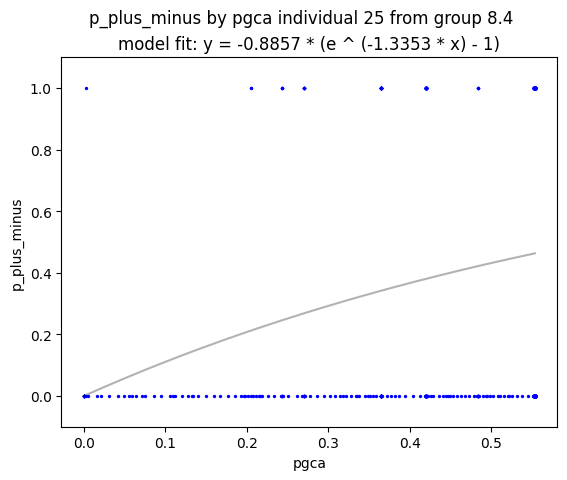 p_plus_minus by pgca individual 25 from group 8.4
model fit: y = -0.8857 * (e ^ (-1.3353 * x) - 1)
1.0
0.8
0.6
0.4
0.2
0.0
p_plus_minus
0.0 0.1 0.2 0.3 0.4 0.5
pgca